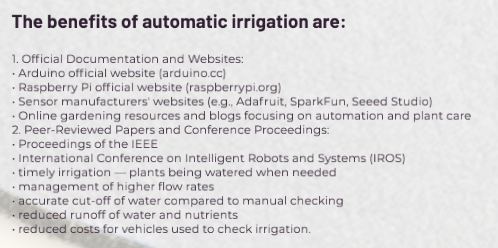 The benefits of automatic irrigation are:
1. Official Documentation and Websites:
• Arduino official website (arduino.cc)
• Raspberry Pi official website (raspberrypi.org)
• Sensor manufacturers' websites (e.g., Adafruit, SparkFun, Seeed Studio)
• Online gardening resources and blogs focusing on automation and plant care
2. Peer-Reviewed Papers and Conference Proceedings:
• Proceedings of the IEEE
• International Conference on Intelligent Robots and Systems (IROS)
• timely irrigation — plants being watered when needed
• management of higher flow rates
• accurate cut-off of water compared to manual checking
• reduced runoff of water and nutrients
• reduced costs for vehicles used to check irrigation.